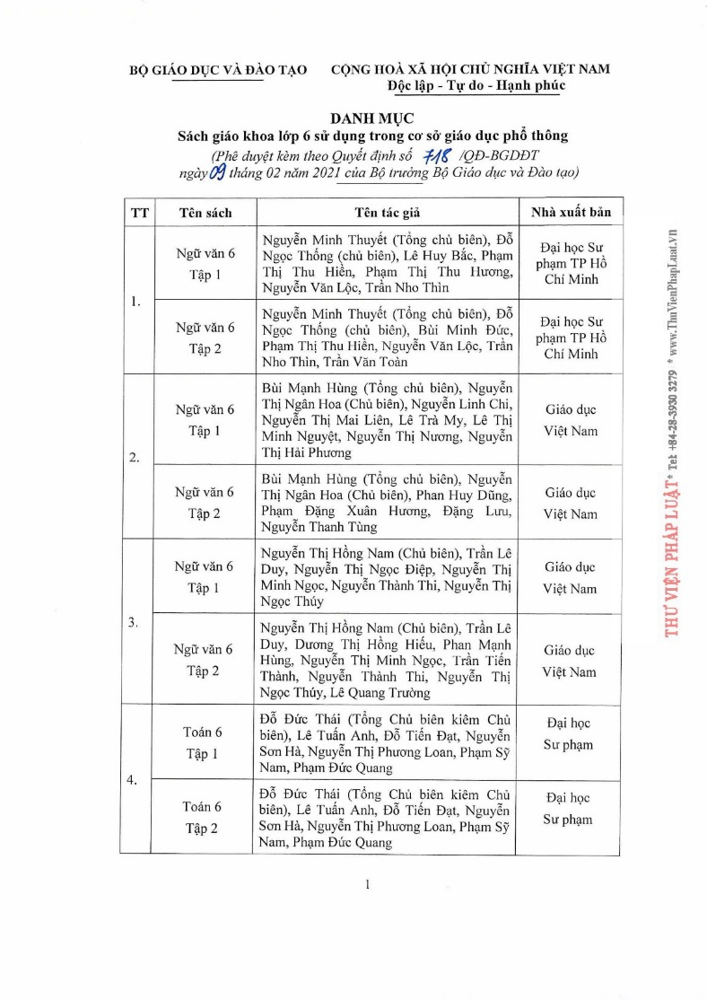 BỘ GIÁO DỤC VÀ ĐÀO TẠO
CỘNG HOÀ XÃ HỘI CHỦ NGHĨA VIỆT NAM
Độc lập - Tự do - Hạnh phúc
DANH MỤC
Sách giáo khoa lớp 6 sử dụng trong cơ sở giáo dục phổ thông
(Phê duyệt kèm theo Quyết định số 718 /QĐ-BGDĐT
ngày 09 tháng 02 năm 2021 của Bộ trưởng Bộ Giáo dục và Đào tạo)
TT Tên sách Tên tác giả Nhà xuất bản
1.
Ngữ văn 6
Tập 1
Nguyễn Minh Thuyết (Tổng chủ biên), Đỗ
Ngọc Thống (chủ biên), Lê Huy Bắc, Phạm
Thị Thu Hiền, Phạm Thị Thu Hương,
Nguyễn Văn Lộc, Trần Nho Thìn
Đại học Sư
phạm TP Hồ
Chí Minh
Ngữ văn 6
Tập 2
Nguyễn Minh Thuyết (Tổng chủ biên), Đỗ
Ngọc Thống (chủ biên), Bùi Minh Đức,
Phạm Thị Thu Hiền, Nguyễn Văn Lộc, Trần
Nho Thìn, Trần Văn Toàn
Đại học Sư
phạm TP Hồ
Chí Minh
2.
Ngữ văn 6
Tập 1
Bùi Mạnh Hùng (Tổng chủ biên), Nguyễn
Thị Ngân Hoa (Chủ biên), Nguyễn Linh Chi,
Nguyễn Thị Mai Liên, Lê Trà My, Lê Thị
Minh Nguyệt, Nguyễn Thị Nương, Nguyễn
Thị Hải Phương
Giáo dục
Việt Nam
Ngữ văn 6
Tập 2
Bùi Mạnh Hùng (Tổng chủ biên), Nguyễn
Thị Ngân Hoa (Chủ biên), Phan Huy Dũng,
Phạm Đặng Xuân Hương, Đặng Lưu,
Nguyễn Thanh Tùng
Giáo dục
Việt Nam
3.
Ngữ văn 6
Tập 1
Nguyễn Thị Hồng Nam (Chủ biên), Trần Lê
Duy, Nguyễn Thị Ngọc Điệp, Nguyễn Thị
Minh Ngọc, Nguyễn Thành Thi, Nguyễn Thị
Ngọc Thúy
Giáo dục
Việt Nam
Ngữ văn 6
Tập 2
Nguyễn Thị Hồng Nam (Chủ biên), Trần Lê
Duy, Dương Thị Hồng Hiếu, Phan Mạnh
Hùng, Nguyễn Thị Minh Ngọc, Trần Tiến
Thành, Nguyễn Thành Thi, Nguyễn Thị
Ngọc Thúy, Lê Quang Trường
Giáo dục
Việt Nam
4.
Toán 6
Tập 1
Đỗ Đức Thái (Tổng Chủ biên kiêm Chủ
biên), Lê Tuấn Anh, Đỗ Tiến Đạt, Nguyễn
Sơn Hà, Nguyễn Thị Phương Loan, Phạm Sỹ
Nam, Phạm Đức Quang
Đại học
Sư phạm
Toán 6
Tập 2
Đỗ Đức Thái (Tổng Chủ biên kiêm Chủ
biên), Lê Tuấn Anh, Đỗ Tiến Đạt, Nguyễn
Sơn Hà, Nguyễn Thị Phương Loan, Phạm Sỹ
Nam, Phạm Đức Quang
Đại học
Sư phạm
1
THƯ VIỆN PHÁP LUẬT * Tel: +84-28-3930 3279 * www.ThuVienPhapLuat.vn